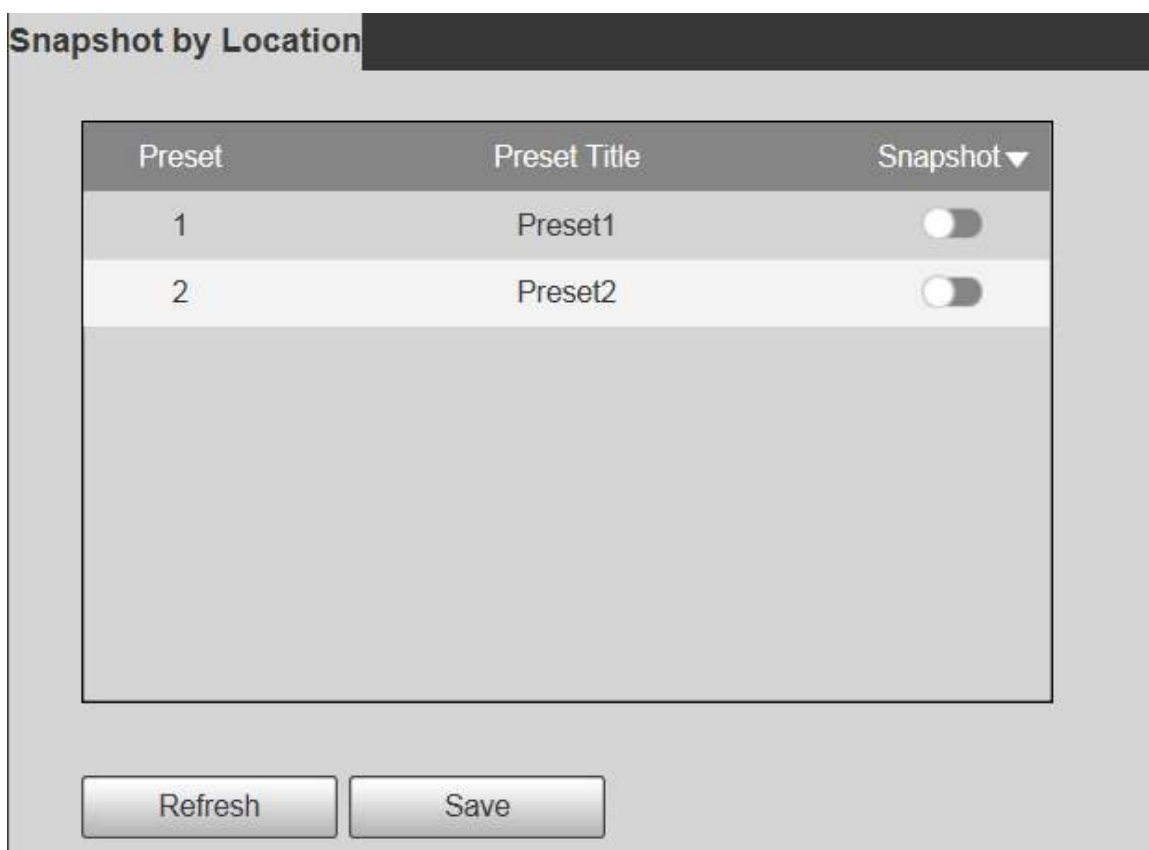 Snapshot by Location
Preset Preset Title Snapshot
1 Preset1
2 Preset2
Refresh Save